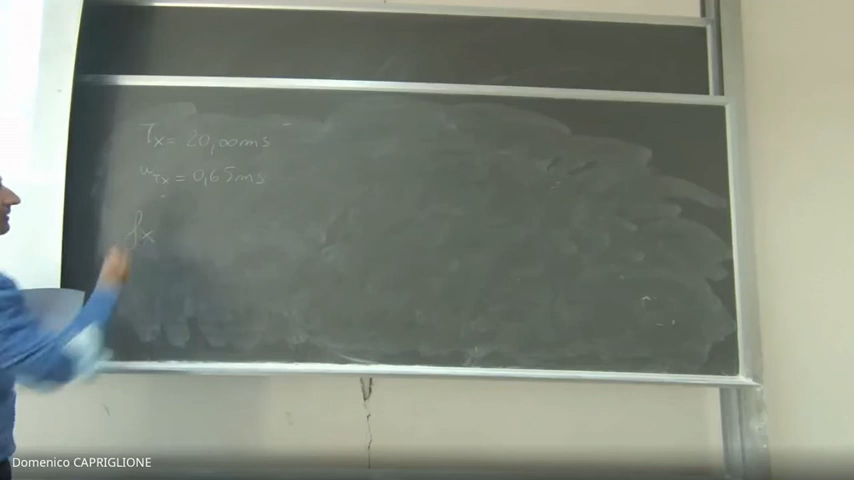 Tx = 20,00ms
uTx = 0,65ms
fx
Domenico CAPRIGLIONE